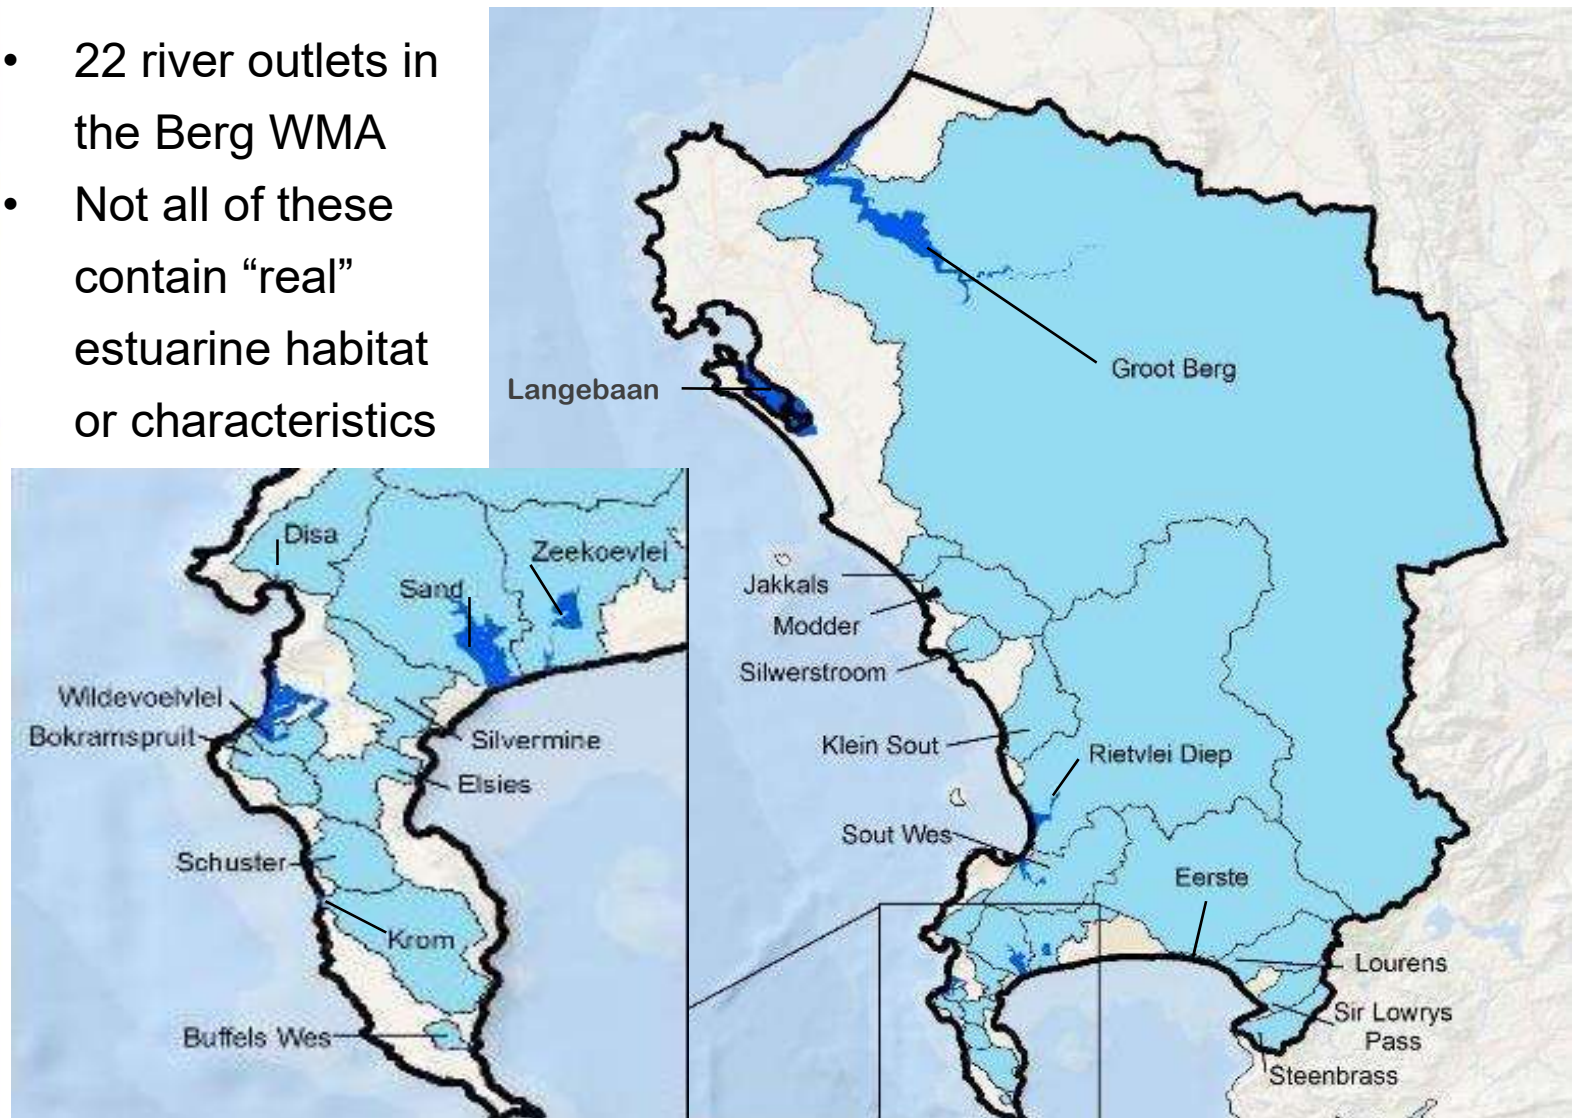 • 22 river outlets in
the Berg WMA
• Not all of these
contain “real”
estuarine habitat
or characteristics
Groot Berg
Langebaan
Jakkals
Modder
Silwerstroom
Klein Sout
Rietvlei Diep
Sout Wes
Eerste
Lourens
Sir Lowrys
Pass
Steenbrass
Disa
Zeekoevlei
Sand
Wildevoelvlei
Bokramspruit
Silvermine
Elsies
Schuster
Krom
Buffels Wes